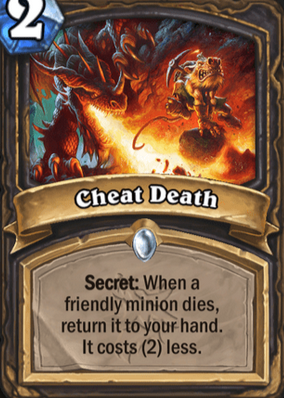 2
Cheat Death
Secret: When a
friendly minion dies,
return it to your hand.
It costs (2) less.